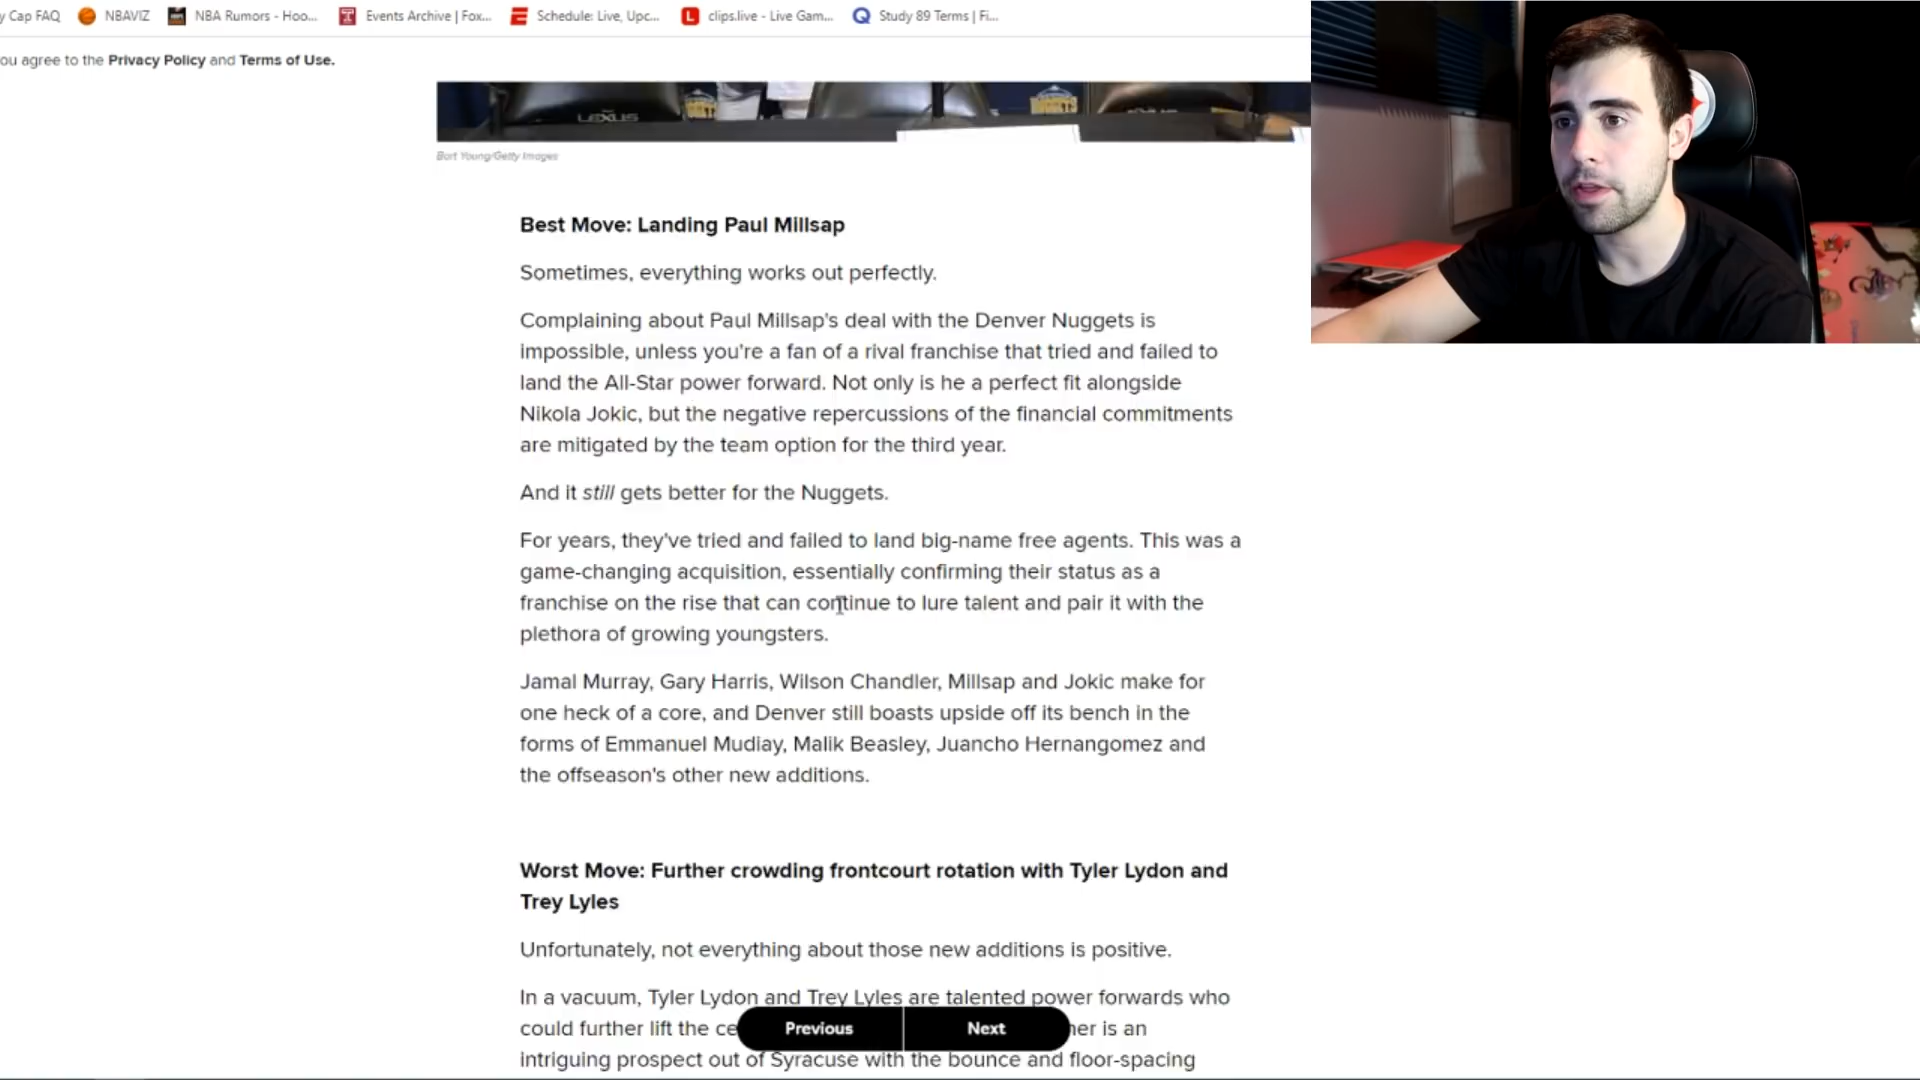 y Cap FAQ NBAVIZ NBA Rumors - Hoo... Events Archive | Fox... Schedule: Live, Upc... clips.live - Live Gam... Study 89 Terms | Fi...
ou agree to the Privacy Policy and Terms of Use.
LEXUS
NUGGETS
Bart Young/Getty Images
Best Move: Landing Paul Millsap
Sometimes, everything works out perfectly.
Complaining about Paul Millsap's deal with the Denver Nuggets is
impossible, unless you're a fan of a rival franchise that tried and failed to
land the All-Star power forward. Not only is he a perfect fit alongside
Nikola Jokic, but the negative repercussions of the financial commitments
are mitigated by the team option for the third year.
And it still gets better for the Nuggets.
For years, they've tried and failed to land big-name free agents. This was a
game-changing acquisition, essentially confirming their status as a
franchise on the rise that can continue to lure talent and pair it with the
plethora of growing youngsters.
Jamal Murray, Gary Harris, Wilson Chandler, Millsap and Jokic make for
one heck of a core, and Denver still boasts upside off its bench in the
forms of Emmanuel Mudiay, Malik Beasley, Juancho Hernangomez and
the offseason's other new additions.
Worst Move: Further crowding frontcourt rotation with Tyler Lydon and
Trey Lyles
Unfortunately, not everything about those new additions is positive.
In a vacuum, Tyler Lydon and Trey Lyles are talented power forwards who
could further lift the ce Previous Next ner is an
intriguing prospect out of Syracuse with the bounce and floor-spacing